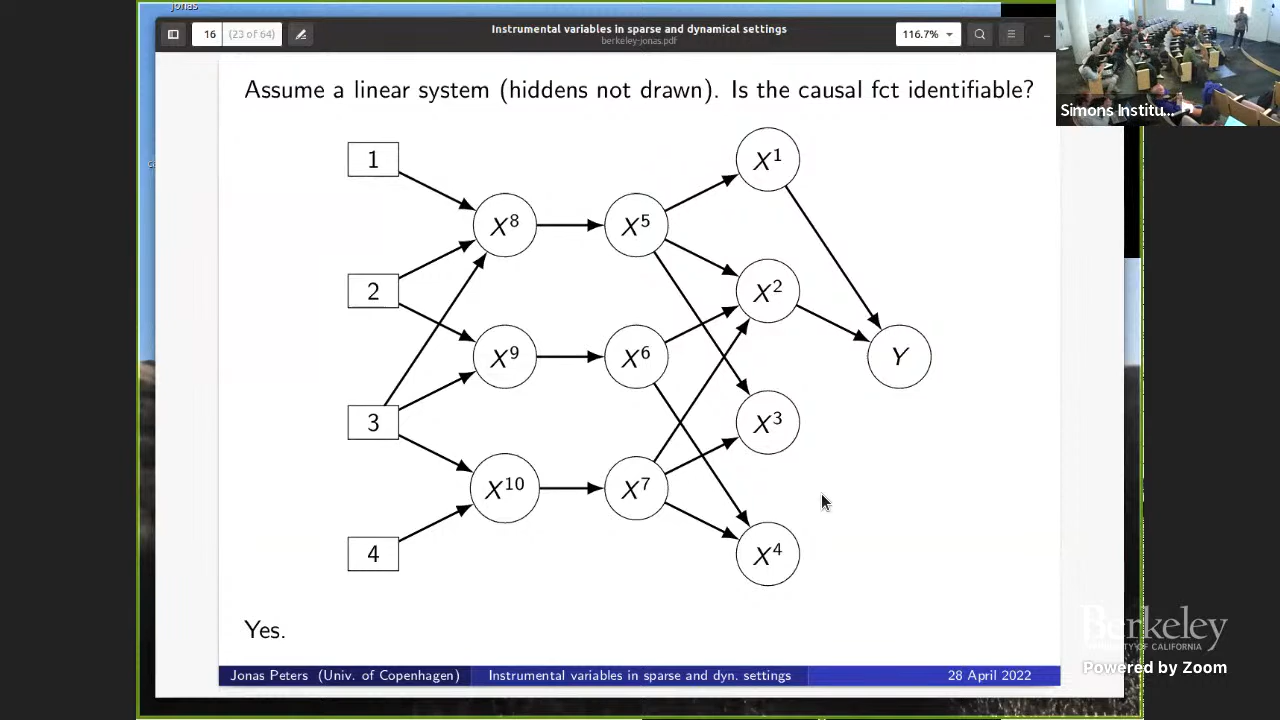 Jonas
16 (23 of 64)
Instrumental variables in sparse and dynamical settings
berkeley-jonas.pdf
116.7%
Simons Institu...
Assume a linear system (hiddens not drawn). Is the causal fct identifiable?
1
X¹
X⁸
X⁵
2
X²
X⁹
X⁶
Y
3
X³
X¹⁰
X⁷
4
X⁴
Yes.
Berkeley
UNIVERSITY OF CALIFORNIA
Powered by Zoom
Jonas Peters (Univ. of Copenhagen) Instrumental variables in sparse and dyn. settings 28 April 2022